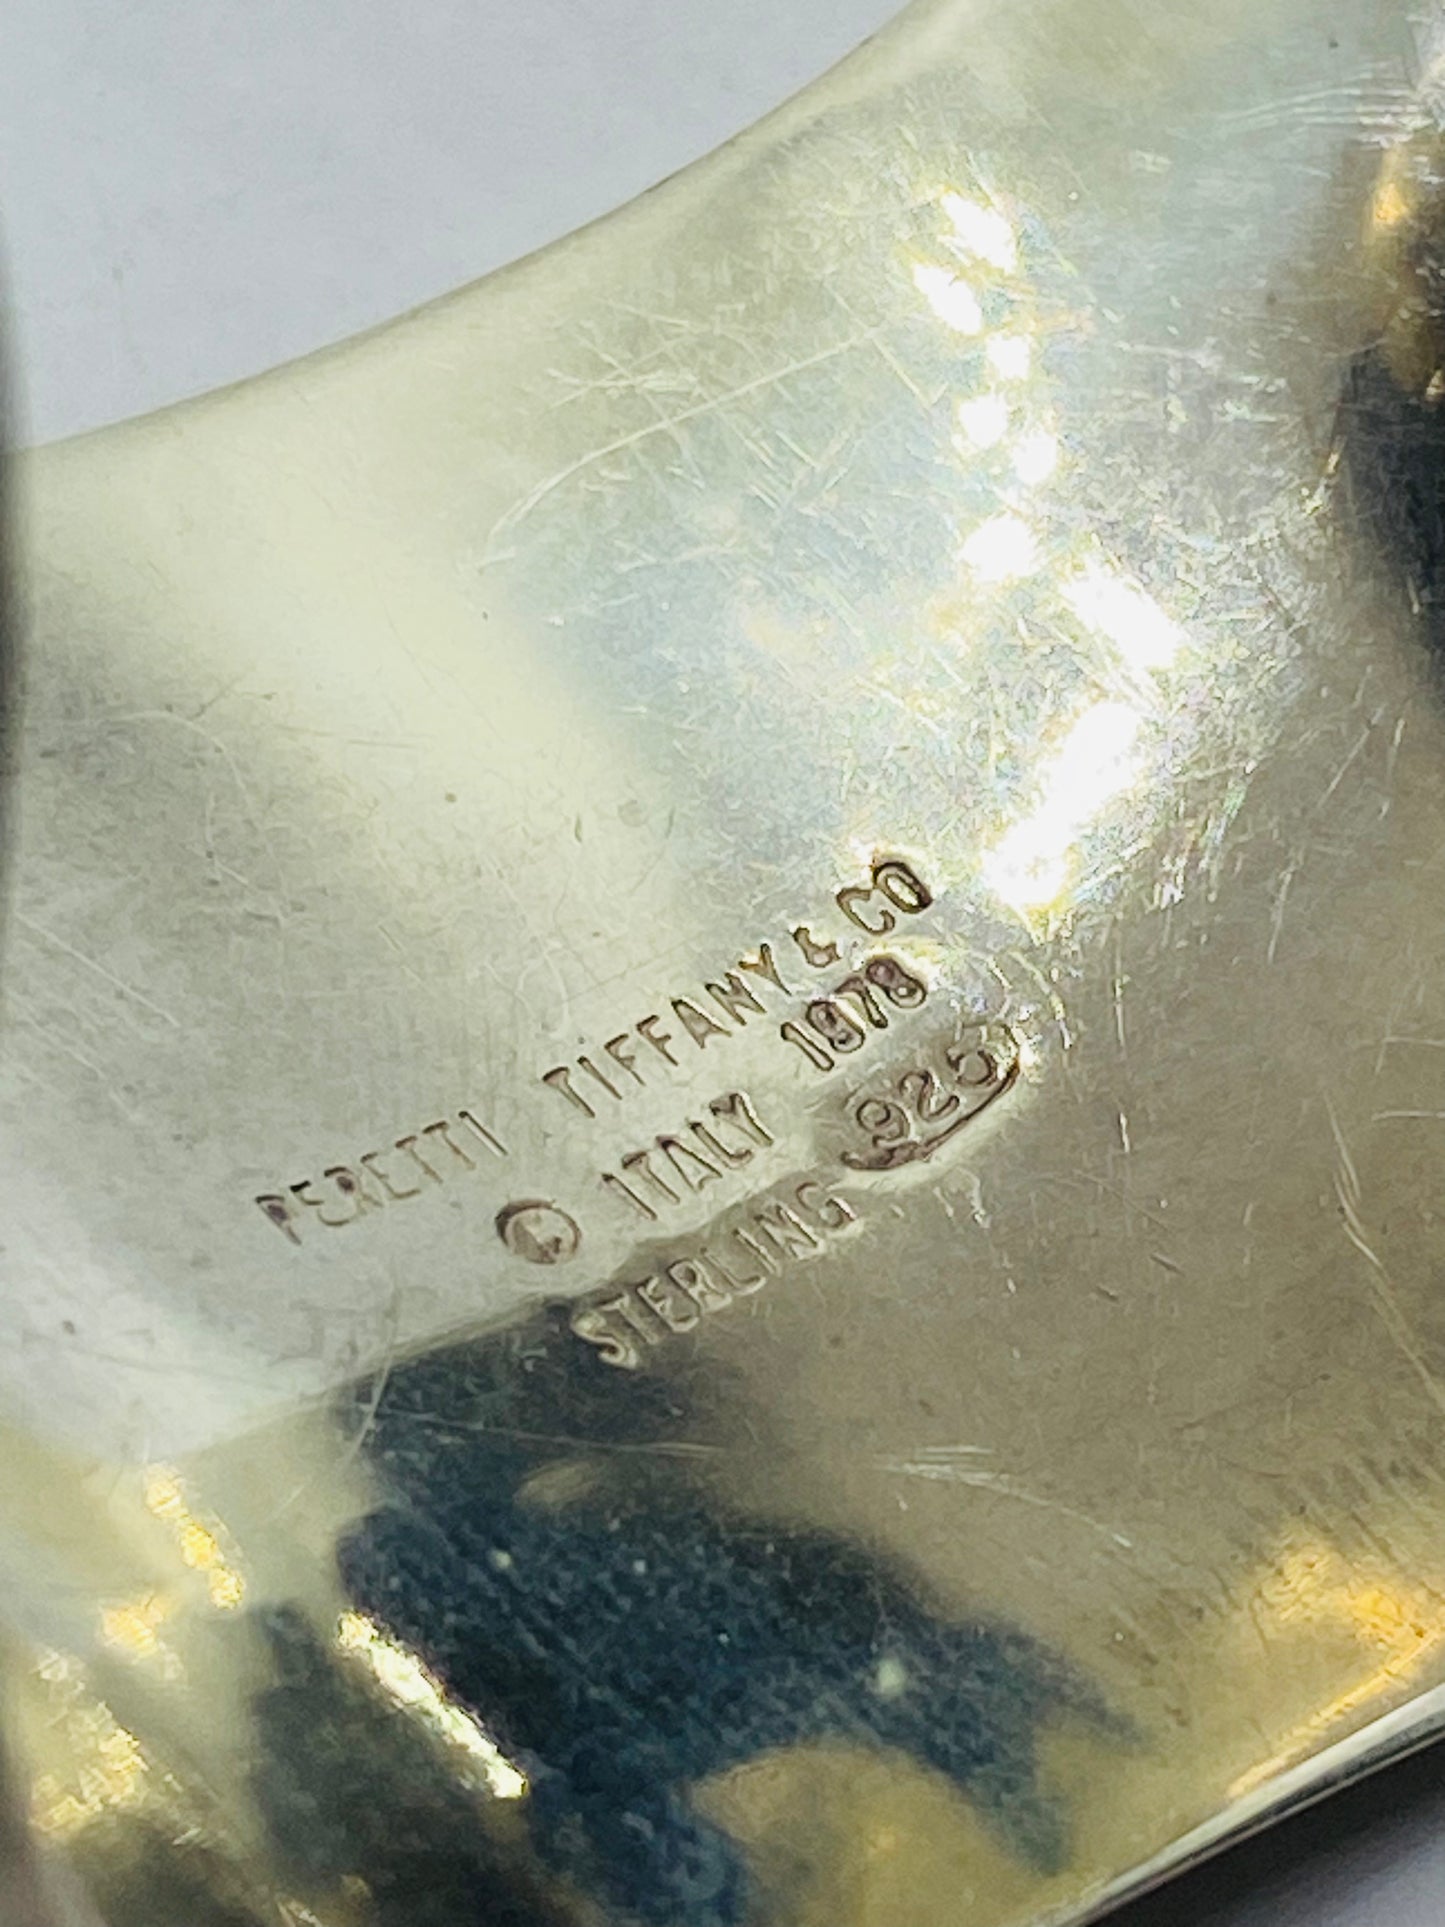 PERETTI TIFFANY & CO
© ITALY 1978
STERLING .925